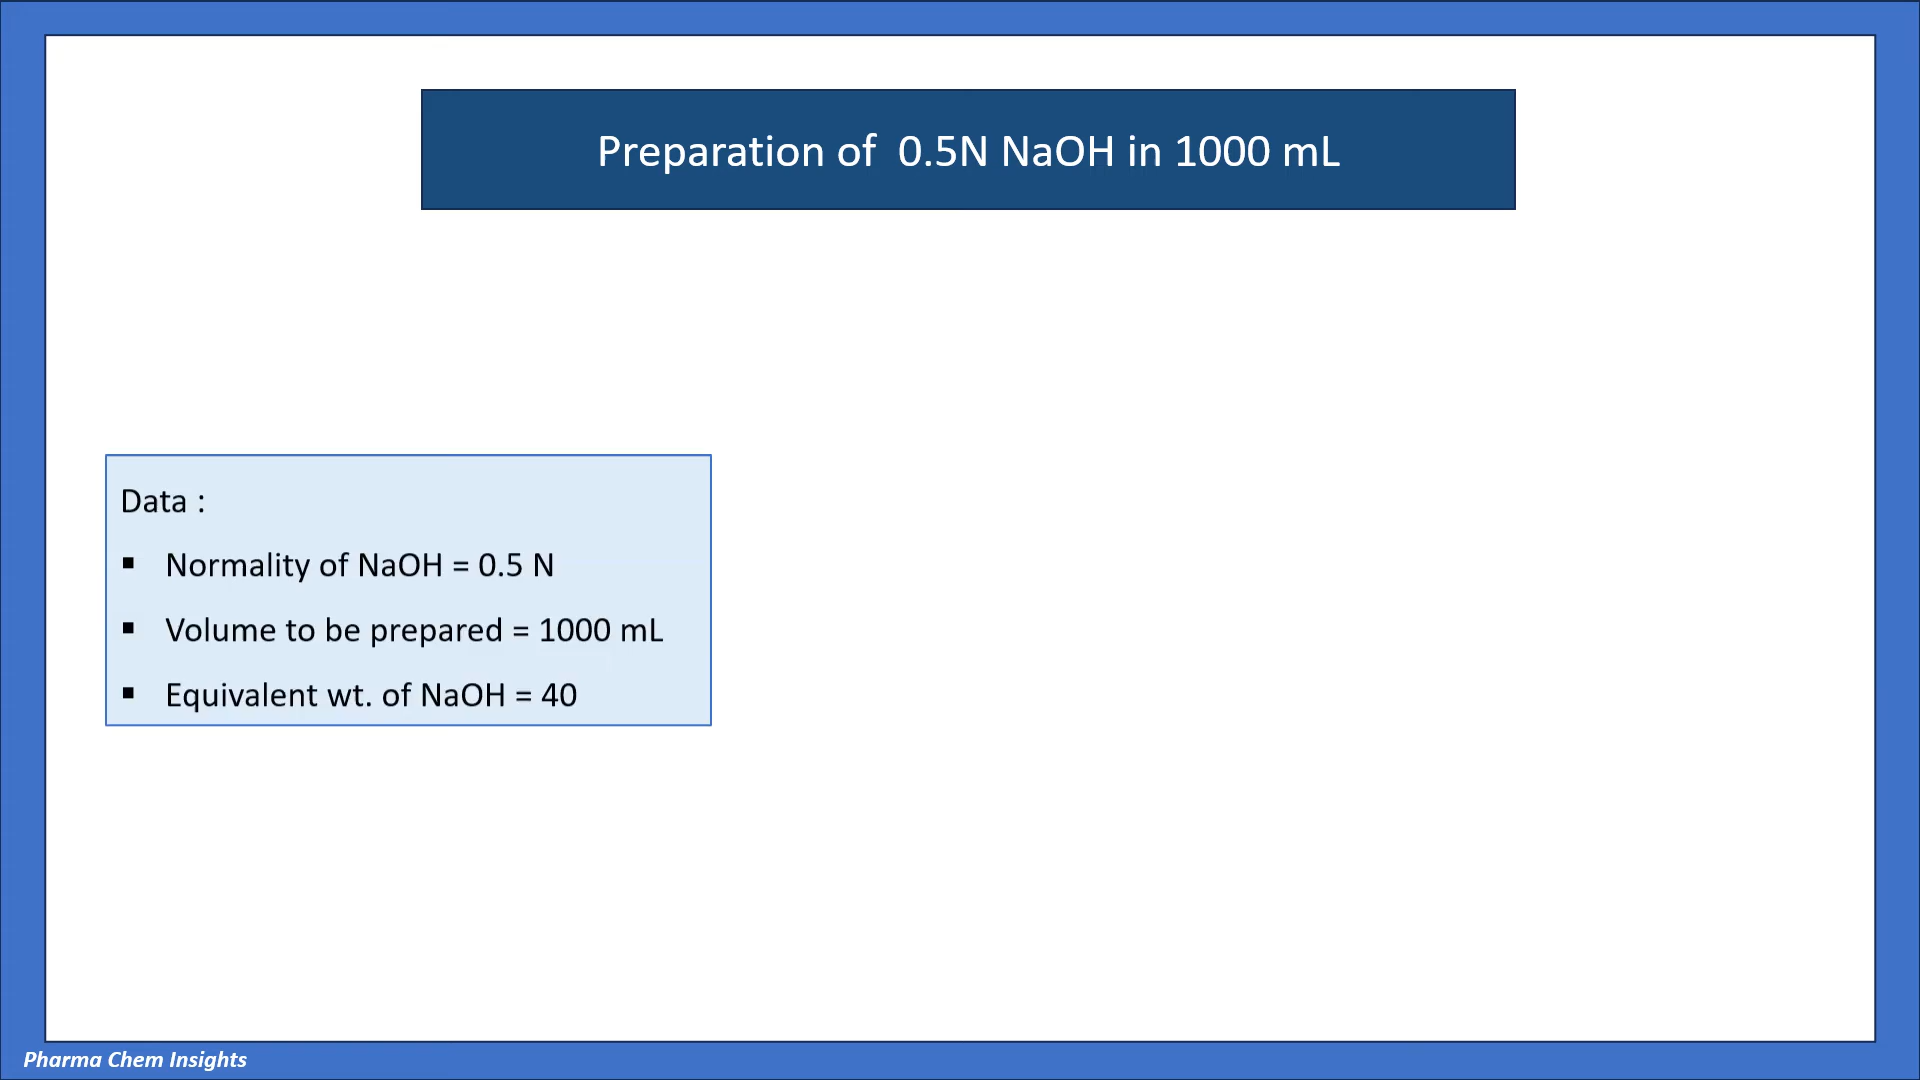 Preparation of 0.5N NaOH in 1000 mL
Data :
▪ Normality of NaOH = 0.5 N
▪ Volume to be prepared = 1000 mL
▪ Equivalent wt. of NaOH = 40
Pharma Chem Insights